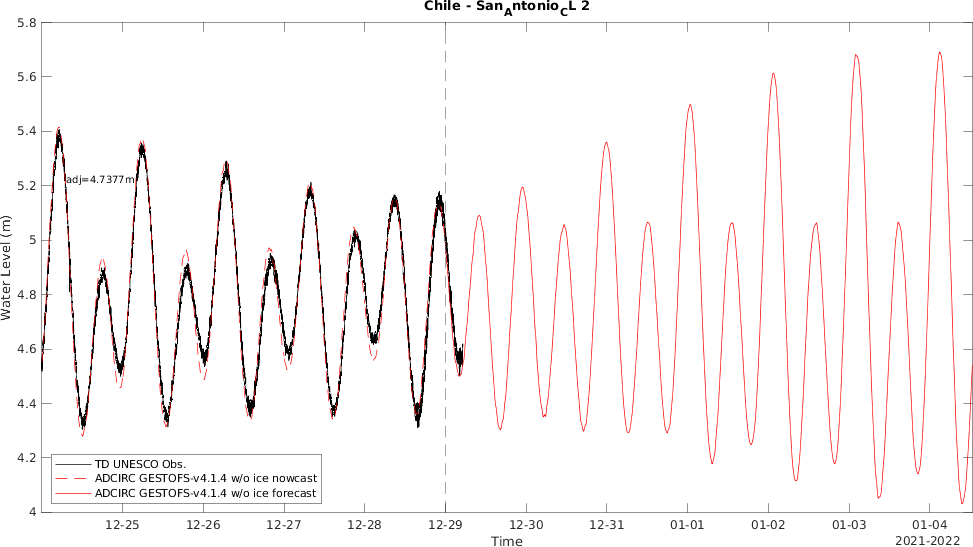 Chile - San_Antonio_CL 2
5.8
5.6
5.4
5.2
5
4.8
4.6
4.4
4.2
4
Water Level (m)
adj=4.7377m
TD UNESCO Obs.
ADCIRC GESTOFS-v4.1.4 w/o ice nowcast
ADCIRC GESTOFS-v4.1.4 w/o ice forecast
12-25 12-26 12-27 12-28 12-29 12-30 12-31 01-01 01-02 01-03 01-04
Time
2021-2022